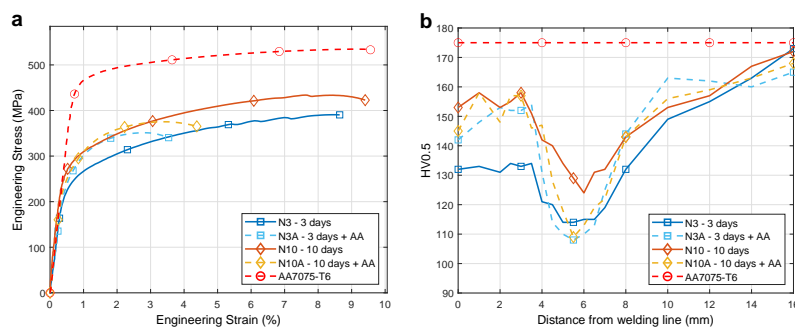 a
b
Engineering Stress (MPa)
500
400
300
200
100
0
0 1 2 3 4 5 6 7 8 9 10
Engineering Strain (%)
N3 - 3 days
N3A - 3 days + AA
N10 - 10 days
N10A - 10 days + AA
AA7075-T6
HV0.5
180
170
160
150
140
130
120
110
100
90
0 2 4 6 8 10 12 14 16
Distance from welding line (mm)
N3 - 3 days
N3A - 3 days + AA
N10 - 10 days
N10A - 10 days + AA
AA7075-T6